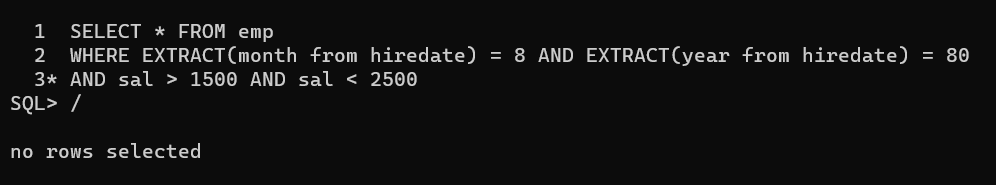 1 SELECT * FROM emp
2 WHERE EXTRACT(month from hiredate) = 8 AND EXTRACT(year from hiredate) = 80
3* AND sal > 1500 AND sal < 2500
SQL> /
no rows selected